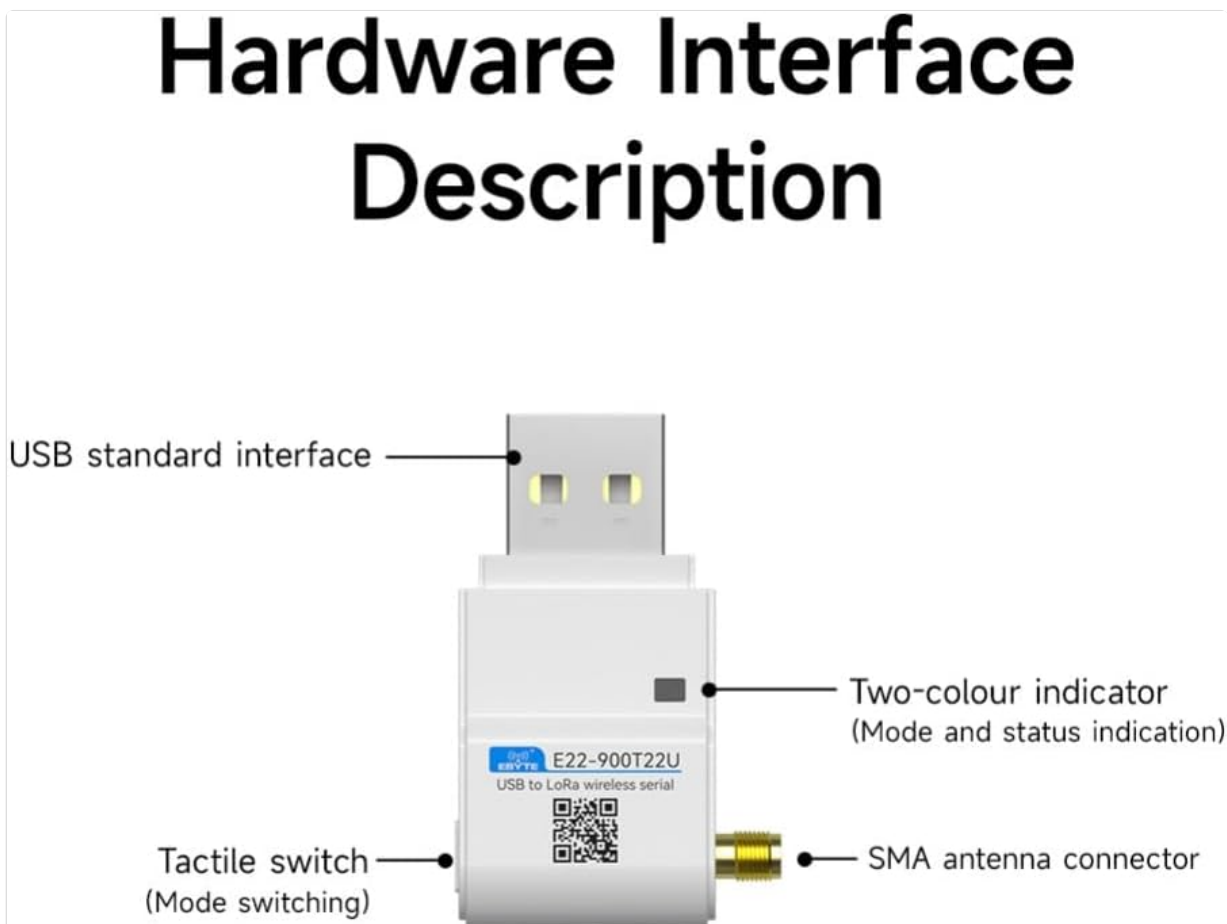 Hardware Interface
Description
USB standard interface
Two-colour indicator
(Mode and status indication)
EBYTE E22-900T22U
USB to LoRa wireless serial
Tactile switch
(Mode switching)
SMA antenna connector